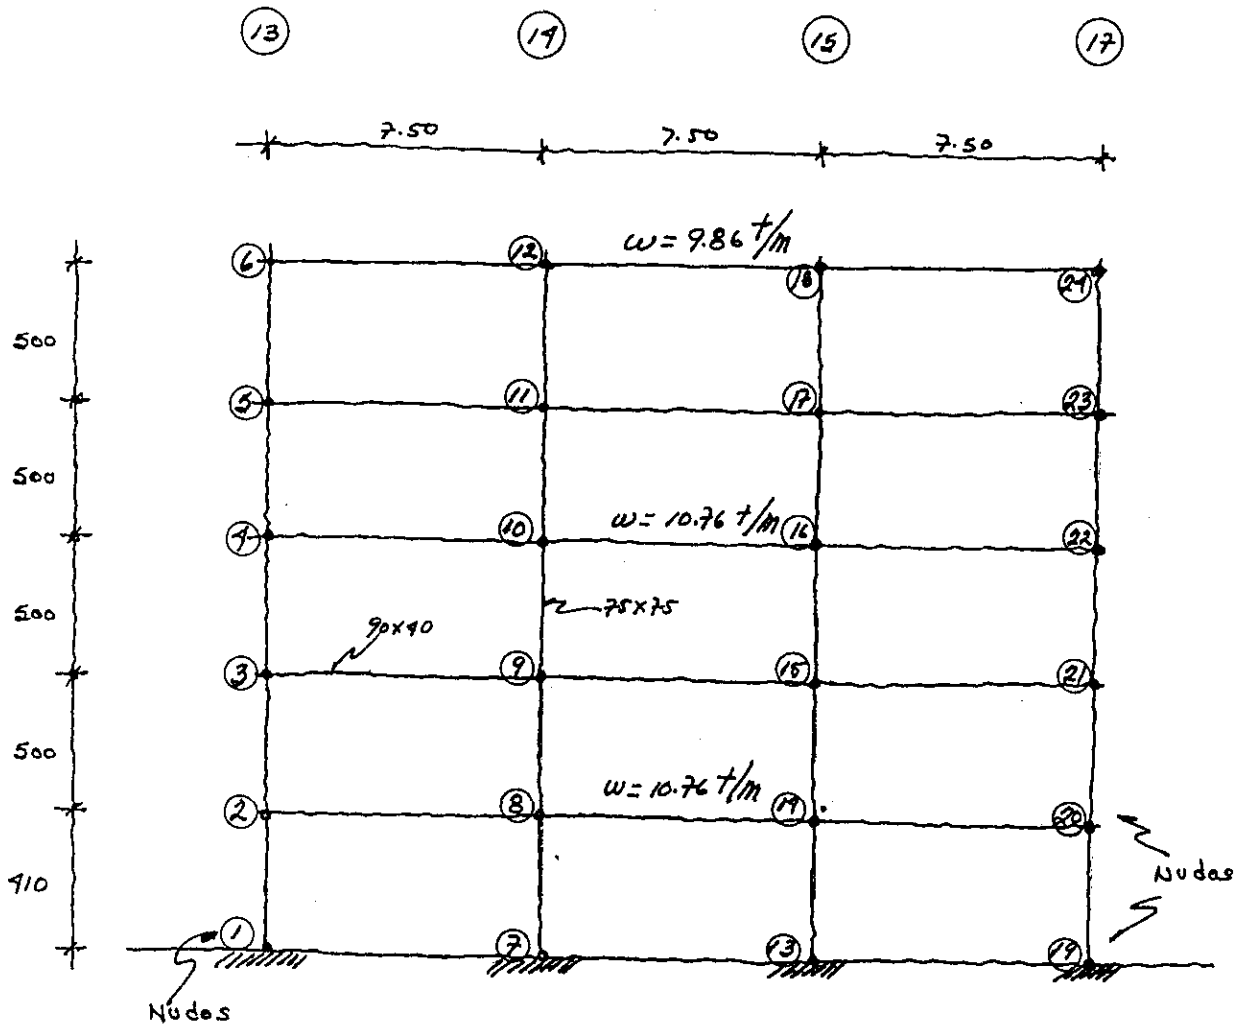 13 14 15 17
7.50 7.50 7.50
w = 9.86 t/m
6 12 18 24
500
5 11 17 23
500
w = 10.76 t/m
4 10 16 22
500
75x75
90x40
3 9 15 21
500
w = 10.76 t/m
2 8 14 20
410
Nudos
1 7 13 19
Nudos